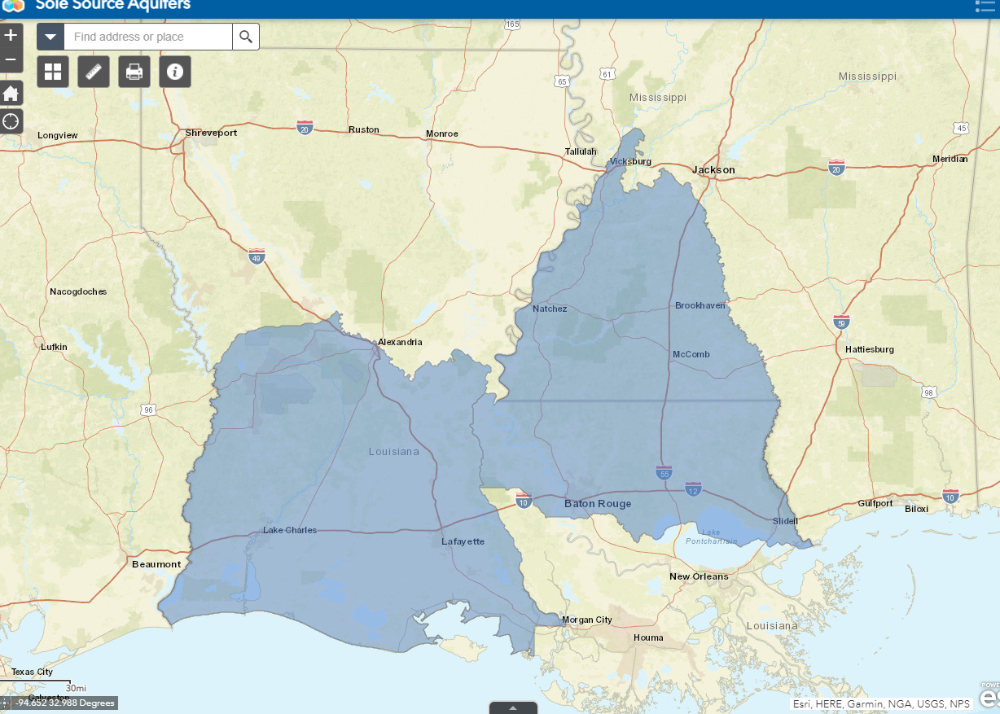 Sole Source Aquifers
+
Find address or place
−
165
65
61
Mississippi
Mississippi
45
Longview
Shreveport
20
Ruston
Monroe
Tallulah
Vicksburg
Jackson
20
Meridian
49
Nacogdoches
Natchez
Brookhaven
59
Lufkin
Alexandria
McComb
Hattiesburg
96
98
Louisiana
55
12
10
Baton Rouge
10
Gulfport
Biloxi
Slidell
Lake Charles
Lafayette
Lake
Pontchartrain
Beaumont
New Orleans
Morgan City
Louisiana
Houma
Texas City
30mi
Galveston
-94.652 32.988 Degrees
Esri, HERE, Garmin, NGA, USGS, NPS